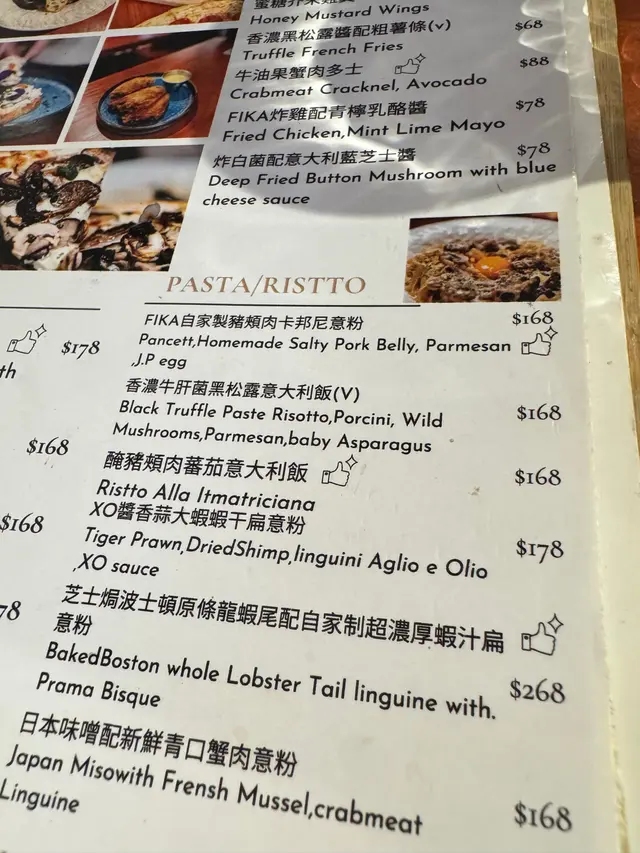 Honey Mustard Wings
香濃黑松露醬配粗薯條(v) $68
Truffle French Fries
牛油果蟹肉多士 $88
Crabmeat Cracknel, Avocado
FIKA炸雞配青檸乳酪醬 $78
Fried Chicken,Mint Lime Mayo
炸白菌配意大利藍芝士醬 $78
Deep Fried Button Mushroom with blue
cheese sauce
PASTA/RISTTO
FIKA自家製豬頰肉卡邦尼意粉 $168
Pancett,Homemade Salty Pork Belly, Parmesan
,J.P egg
香濃牛肝菌黑松露意大利飯(V)
Black Truffle Paste Risotto,Porcini, Wild $168
Mushrooms,Parmesan,baby Asparagus
醃豬頰肉蕃茄意大利飯 $168
Ristto Alla Itmatriciana
XO醬香蒜大蝦蝦干扁意粉
Tiger Prawn,DriedShimp,linguini Aglio e Olio $178
,XO sauce
芝士焗波士頓原條龍蝦尾配自家制超濃厚蝦汁扁
意粉
BakedBoston whole Lobster Tail linguine with. $268
Prama Bisque
日本味噌配新鮮青口蟹肉意粉
Japan Misowith Frensh Mussel,crabmeat $168
Linguine
$178
th
$168
$168
78